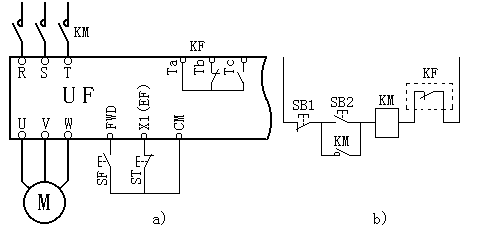 KM
KF
R S T
Ta Tb Tc
UF
U V W
FWD X1(EF) CM
SF ST
M
a)
KF
SB1 SB2 KM
KM
b)